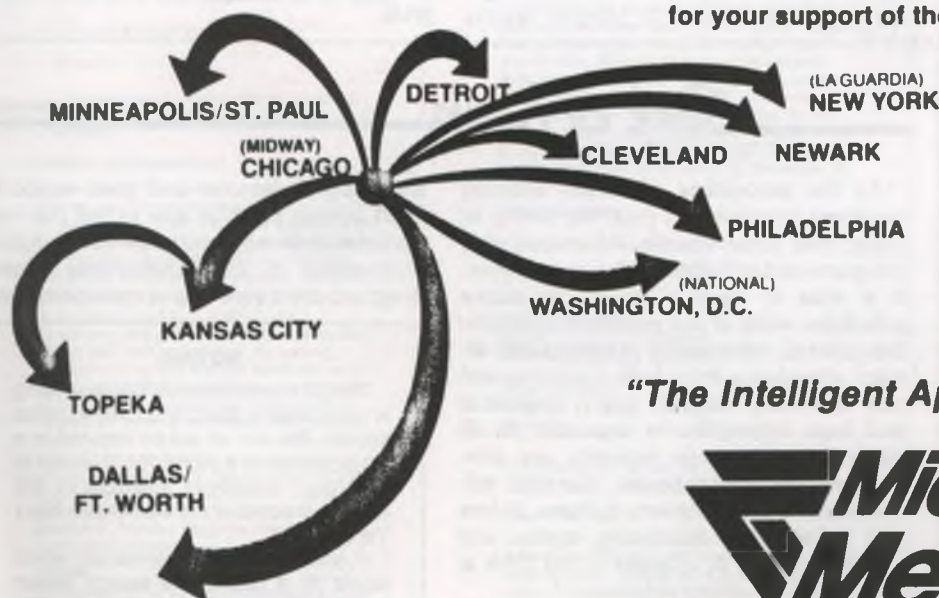 for your support of the
MINNEAPOLIS/ST. PAUL
DETROIT
(LA GUARDIA)
NEW YORK
(MIDWAY)
CHICAGO
CLEVELAND
NEWARK
PHILADELPHIA
(NATIONAL)
WASHINGTON, D.C.
KANSAS CITY
TOPEKA
DALLAS/
FT. WORTH
"The Intelligent